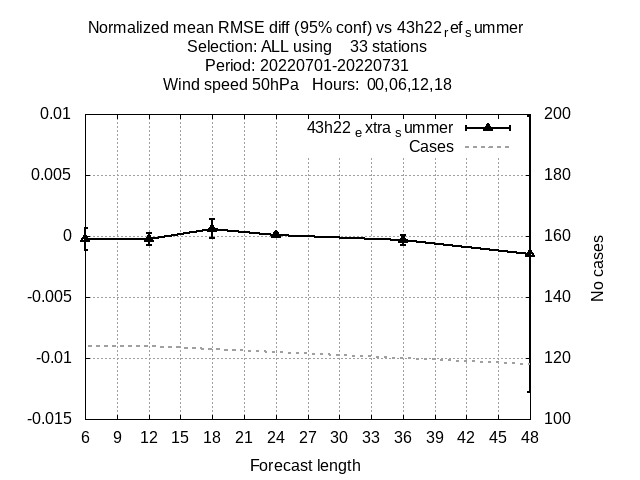 Normalized mean RMSE diff (95% conf) vs 43h22refsummer
Selection: ALL using 33 stations
Period: 20220701-20220731
Wind speed 50hPa Hours: 00,06,12,18
0.01 200
43h22extrasummer
Cases
0.005 180
0 160
No cases
-0.005 140
-0.01 120
-0.015 100
6 9 12 15 18 21 24 27 30 33 36 39 42 45 48
Forecast length